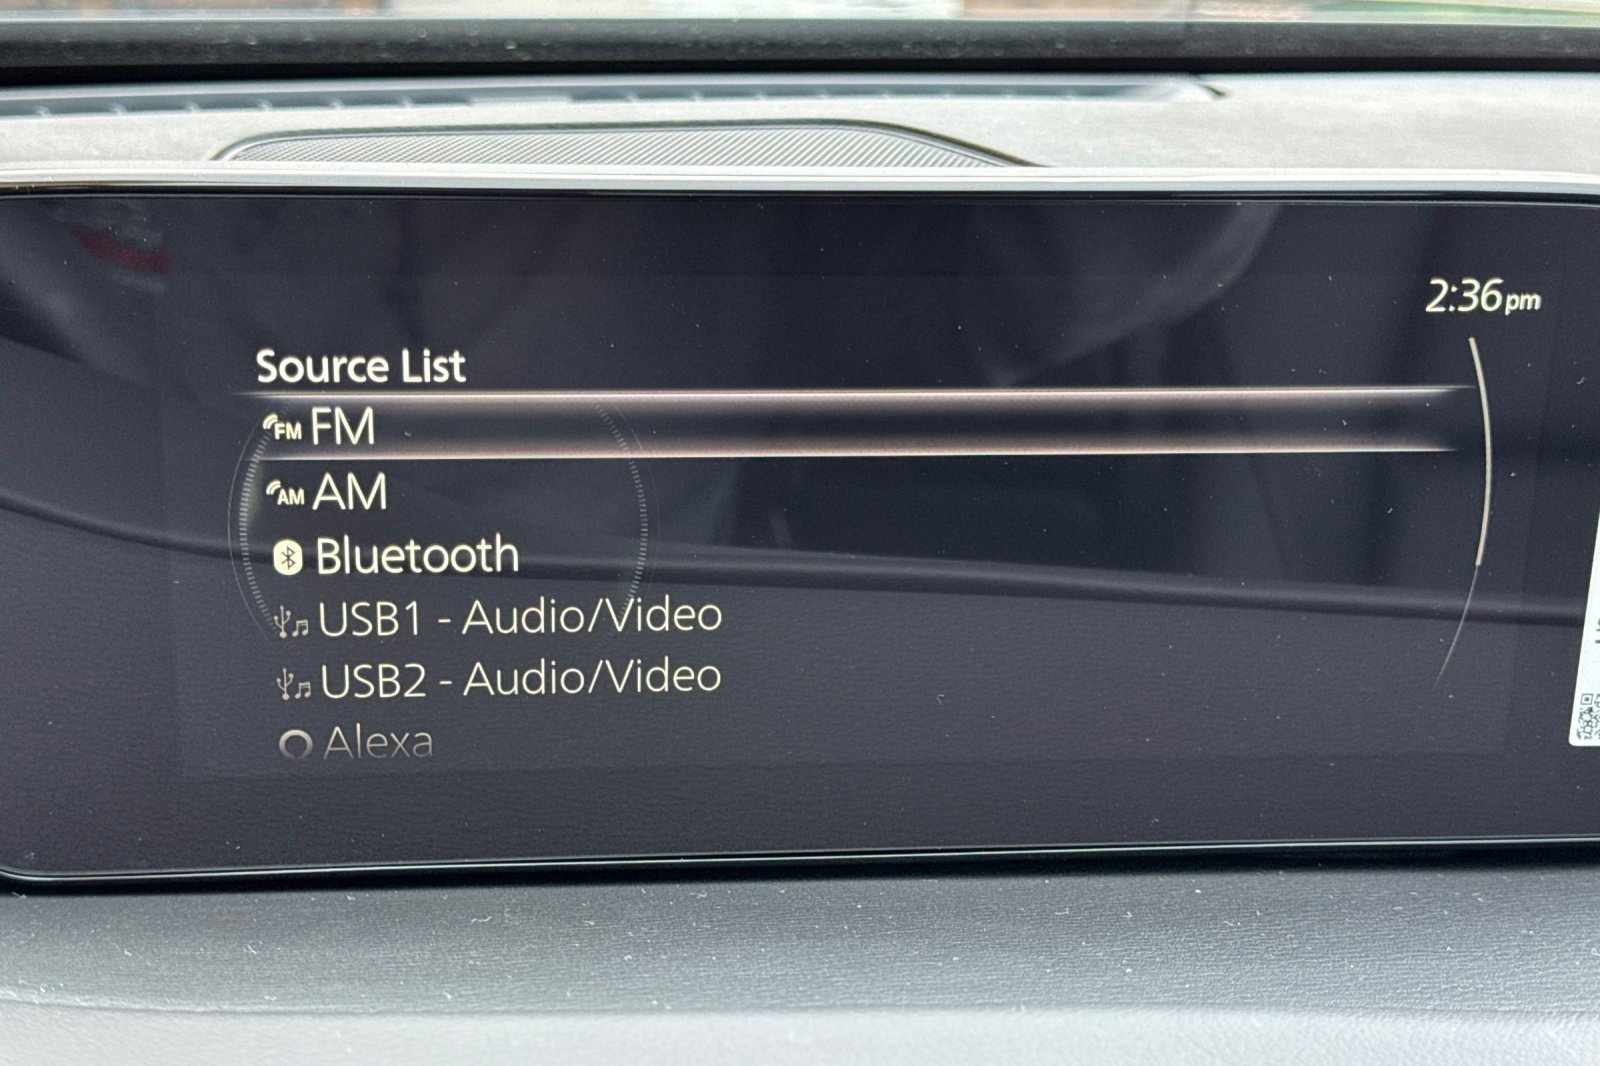 2:36pm
Source List
FM FM
AM AM
Bluetooth
USB1 - Audio/Video
USB2 - Audio/Video
Alexa